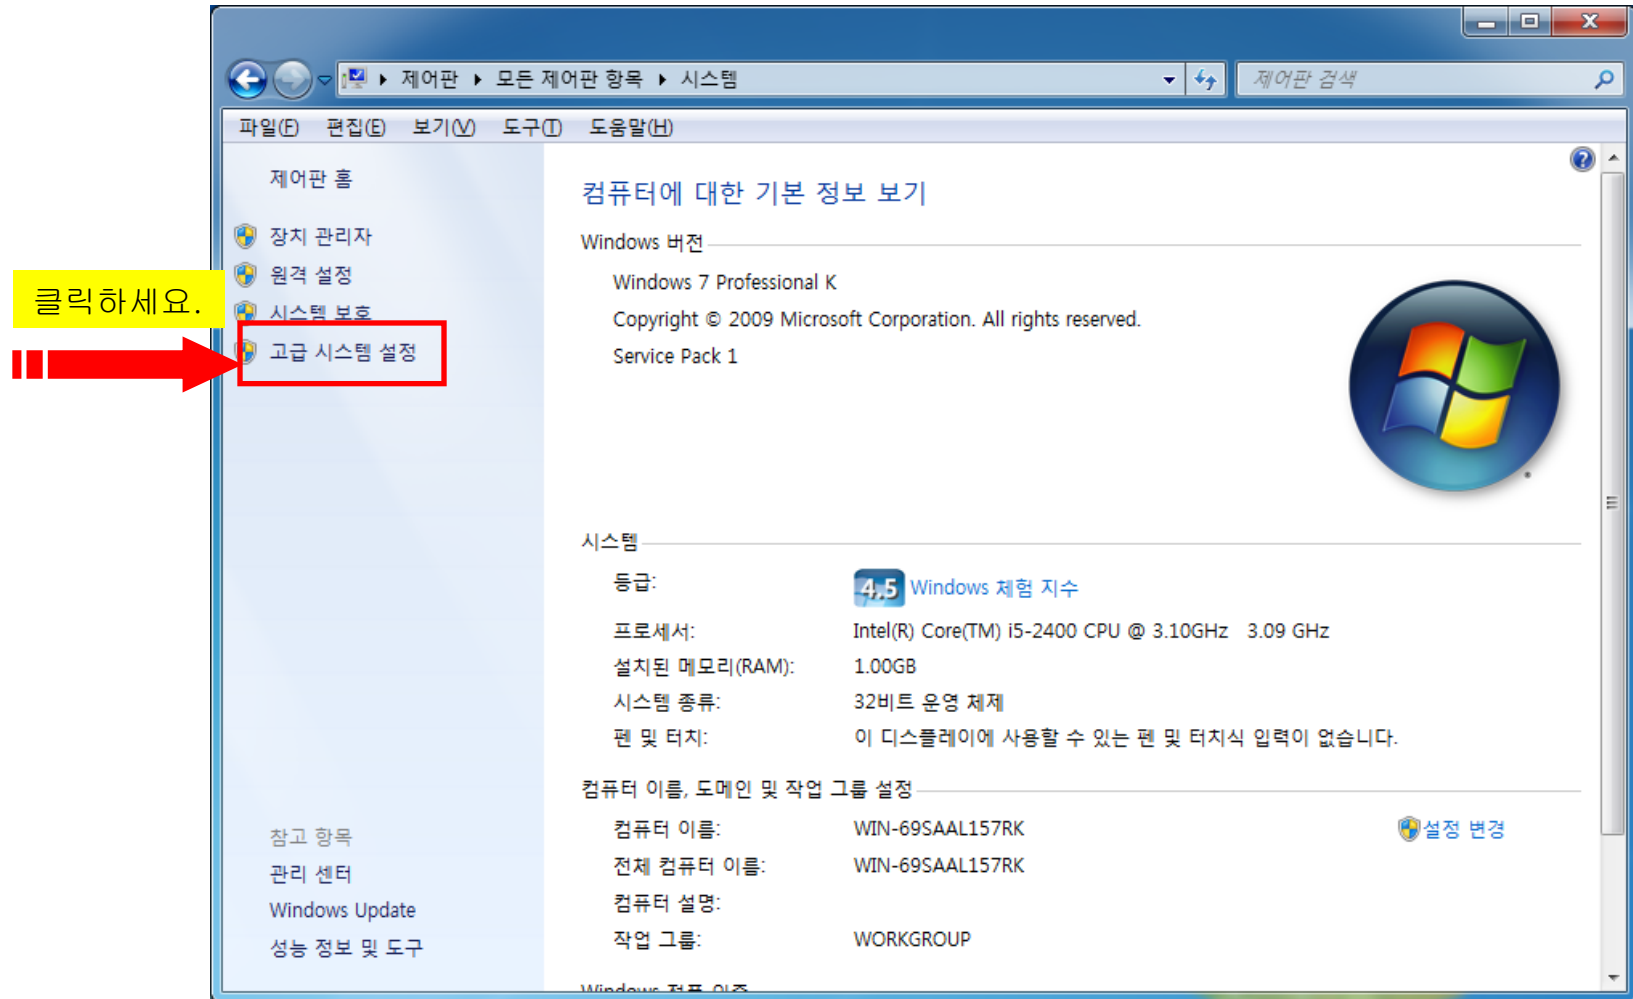 제어판 ▸ 모든 제어판 항목 ▸ 시스템
제어판 검색
파일(F) 편집(E) 보기(V) 도구(T) 도움말(H)
제어판 홈
장치 관리자
원격 설정
시스템 보호
고급 시스템 설정
클릭하세요.
컴퓨터에 대한 기본 정보 보기
Windows 버전
Windows 7 Professional K
Copyright © 2009 Microsoft Corporation. All rights reserved.
Service Pack 1
시스템
등급: 4.5 Windows 체험 지수
프로세서: Intel(R) Core(TM) i5-2400 CPU @ 3.10GHz 3.09 GHz
설치된 메모리(RAM): 1.00GB
시스템 종류: 32비트 운영 체제
펜 및 터치: 이 디스플레이에 사용할 수 있는 펜 및 터치식 입력이 없습니다.
컴퓨터 이름, 도메인 및 작업 그룹 설정
컴퓨터 이름: WIN-69SAAL157RK 설정 변경
전체 컴퓨터 이름: WIN-69SAAL157RK
컴퓨터 설명:
작업 그룹: WORKGROUP
Windows 정품 인증
참고 항목
관리 센터
Windows Update
성능 정보 및 도구